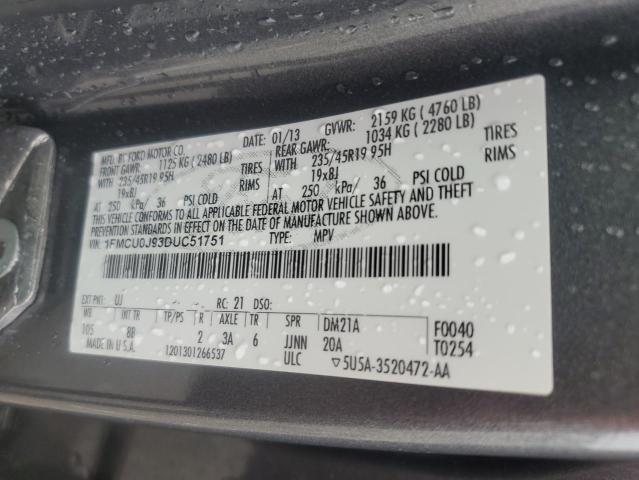 MFD. BY FORD MOTOR CO.
DATE: 01/13 GVWR: 2159 KG (4760 LB)
FRONT GAWR: 1125 KG (2480 LB) REAR GAWR: 1034 KG (2280 LB)
WITH 235/45R19 95H TIRES WITH 235/45R19 95H TIRES
19x8J RIMS 19x8J RIMS
AT 250 kPa/ 36 PSI COLD AT 250 kPa/ 36 PSI COLD
THIS VEHICLE CONFORMS TO ALL APPLICABLE FEDERAL MOTOR VEHICLE SAFETY AND THEFT
PREVENTION STANDARDS IN EFFECT ON THE DATE OF MANUFACTURE SHOWN ABOVE.
VIN: 1FMCU0J93DUC51751 TYPE: MPV
EXT PNT: UJ RC: 21 DSO:
WB INT TR TP/PS R AXLE TR SPR DM21A F0040
105 8B 2 3A 6 JJNN 20A T0254
MADE IN U.S.A. 1201301266537 ULC ▽5U5A-3520472-AA